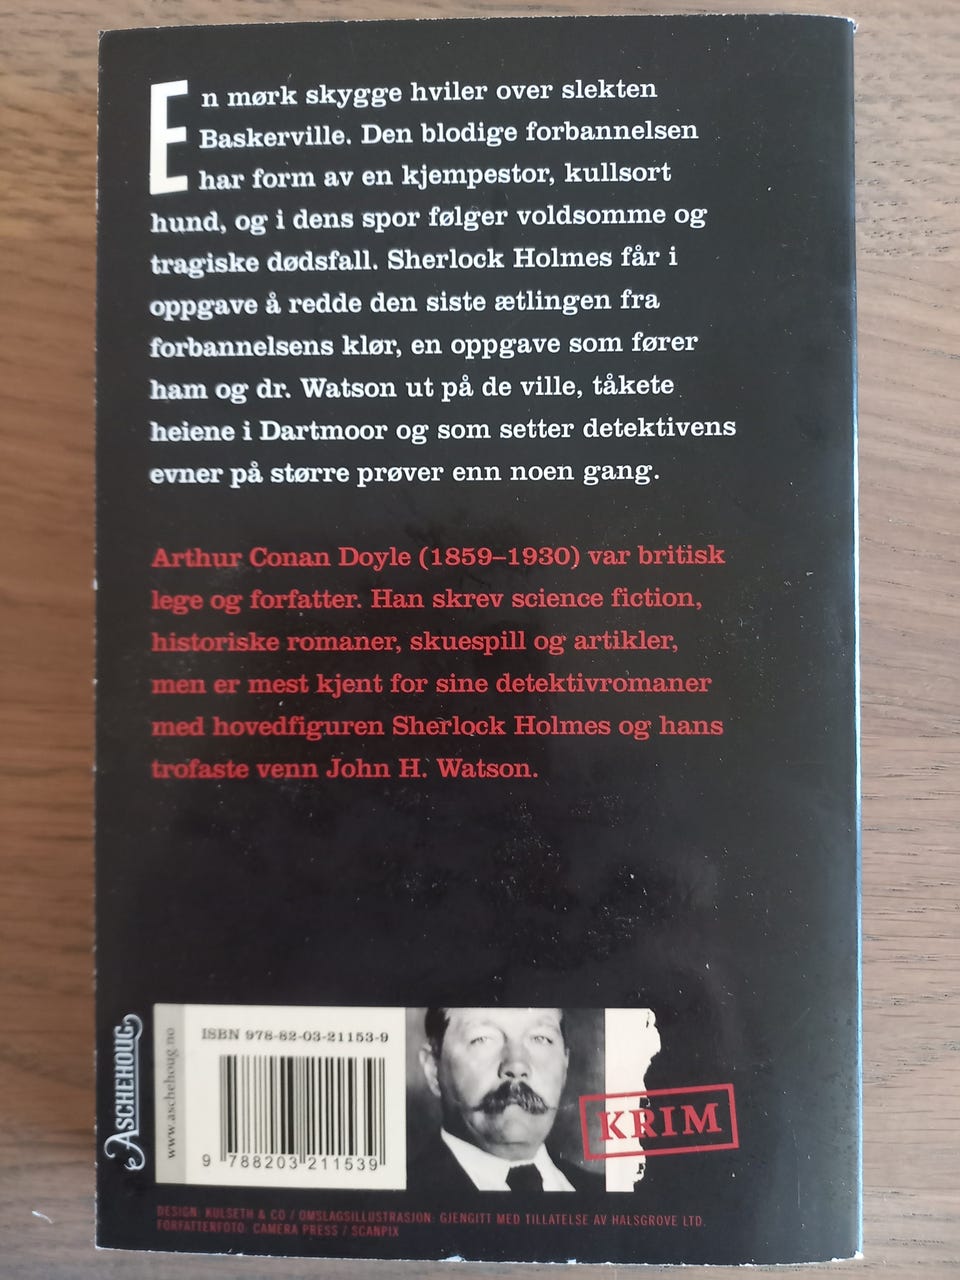 En mørk skygge hviler over slekten
Baskerville. Den blodige forbannelsen
har form av en kjempestor, kullsort
hund, og i dens spor følger voldsomme og
tragiske dødsfall. Sherlock Holmes får i
oppgave å redde den siste ætlingen fra
forbannelsens klør, en oppgave som fører
ham og dr. Watson ut på de ville, tåkete
heiene i Dartmoor og som setter detektivens
evner på større prøver enn noen gang.
Arthur Conan Doyle (1859–1930) var britisk
lege og forfatter. Han skrev science fiction,
historiske romaner, skuespill og artikler,
men er mest kjent for sine detektivromaner
med hovedfiguren Sherlock Holmes og hans
trofaste venn John H. Watson.
ASCHEHOUG
www.aschehoug.no
ISBN 978-82-03-21153-9
9 788203 211539
KRIM
DESIGN: KULSETH & CO / OMSLAGSILLUSTRASJON: GJENGITT MED TILLATELSE AV HALSGROVE LTD.
FORFATTERFOTO: CAMERA PRESS / SCANPIX